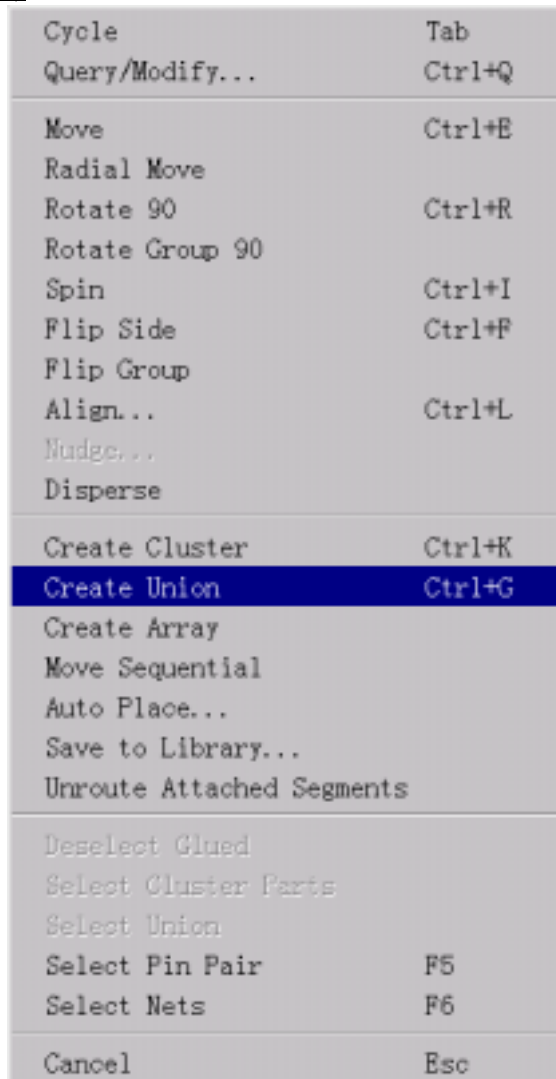 Cycle Tab
Query/Modify... Ctrl+Q
Move Ctrl+E
Radial Move
Rotate 90 Ctrl+R
Rotate Group 90
Spin Ctrl+I
Flip Side Ctrl+F
Flip Group
Align... Ctrl+L
Nudge...
Disperse
Create Cluster Ctrl+K
Create Union Ctrl+G
Create Array
Move Sequential
Auto Place...
Save to Library...
Unroute Attached Segments
Deselect Glued
Select Cluster Parts
Select Union
Select Pin Pair F5
Select Nets F6
Cancel Esc